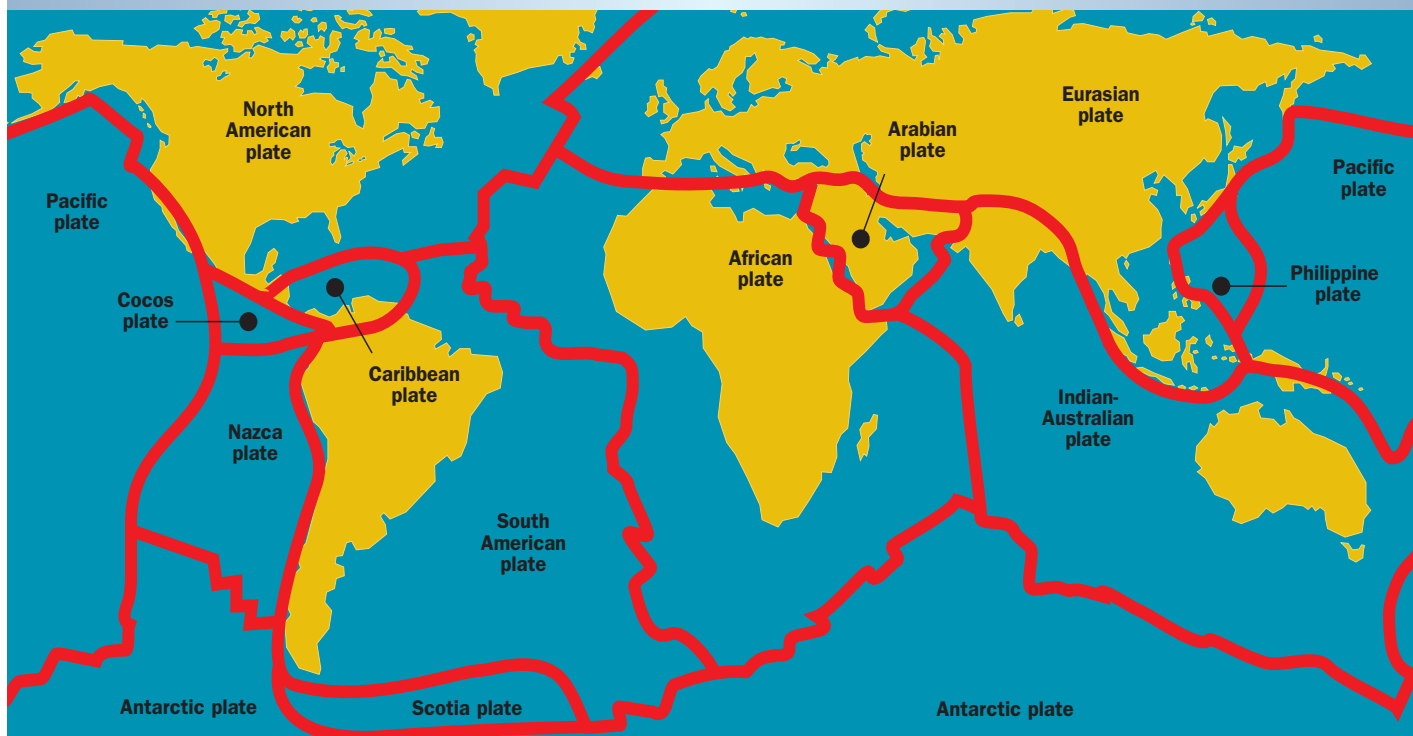 North
American
plate
Eurasian
plate
Arabian
plate
Pacific
plate
Pacific
plate
African
plate
Philippine
plate
Cocos
plate
Caribbean
plate
Indian-
Australian
plate
Nazca
plate
South
American
plate
Antarctic plate
Scotia plate
Antarctic plate